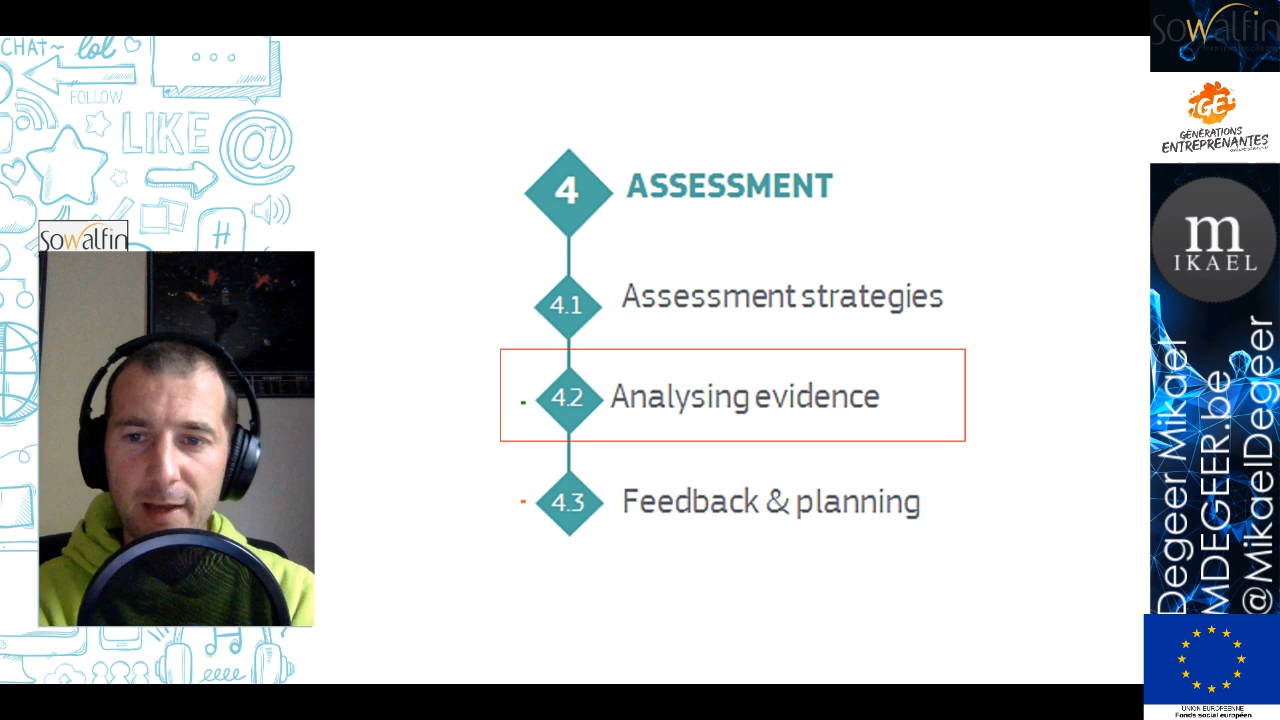 CHAT~ lol
FOLLOW
LIKE
@
#
Sowalfin
4 ASSESSMENT
4.1 Assessment strategies
4.2 Analysing evidence
4.3 Feedback & planning
Sowalfin
GE
GÉNÉRATIONS
ENTREPRENANTES
m
IKAEL
Degeer Mikael
MDEGEER.be
@MikaelDegeer
UNION EUROPÉENNE
Fonds social européen